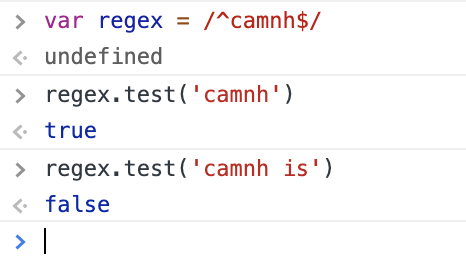 > var regex = /^camnh$/
<· undefined
> regex.test('camnh')
<· true
> regex.test('camnh is')
<· false
>